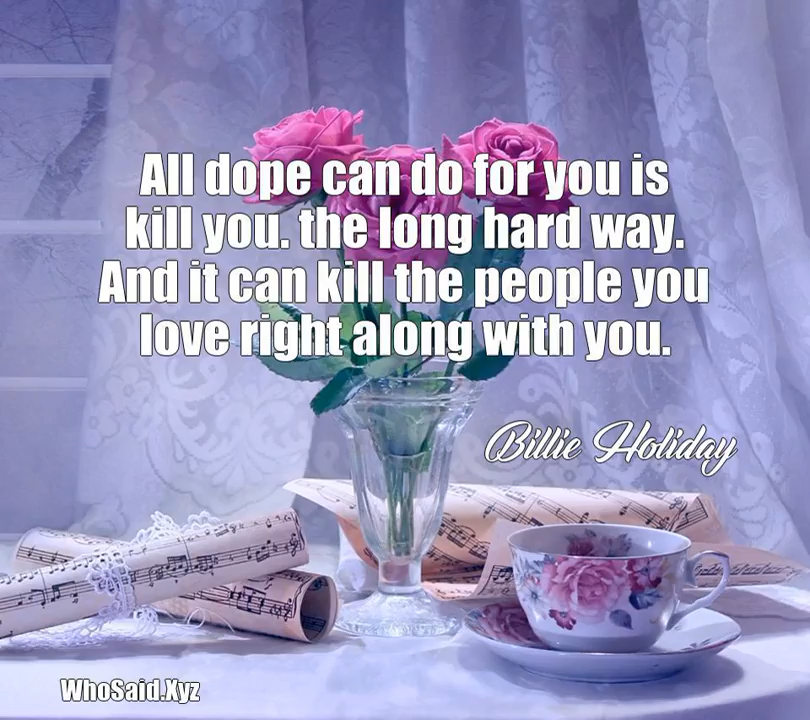 All dope can do for you is
kill you. the long hard way.
And it can kill the people you
love right along with you.
Billie Holiday
WhoSaid.Xyz